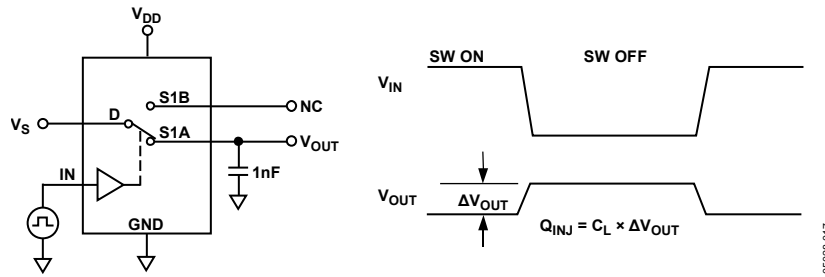 VDD
S1B
NC
VS
D
S1A
VOUT
IN
1nF
GND
SW ON
SW OFF
VIN
VOUT
ΔVOUT
QINJ = CL × ΔVOUT